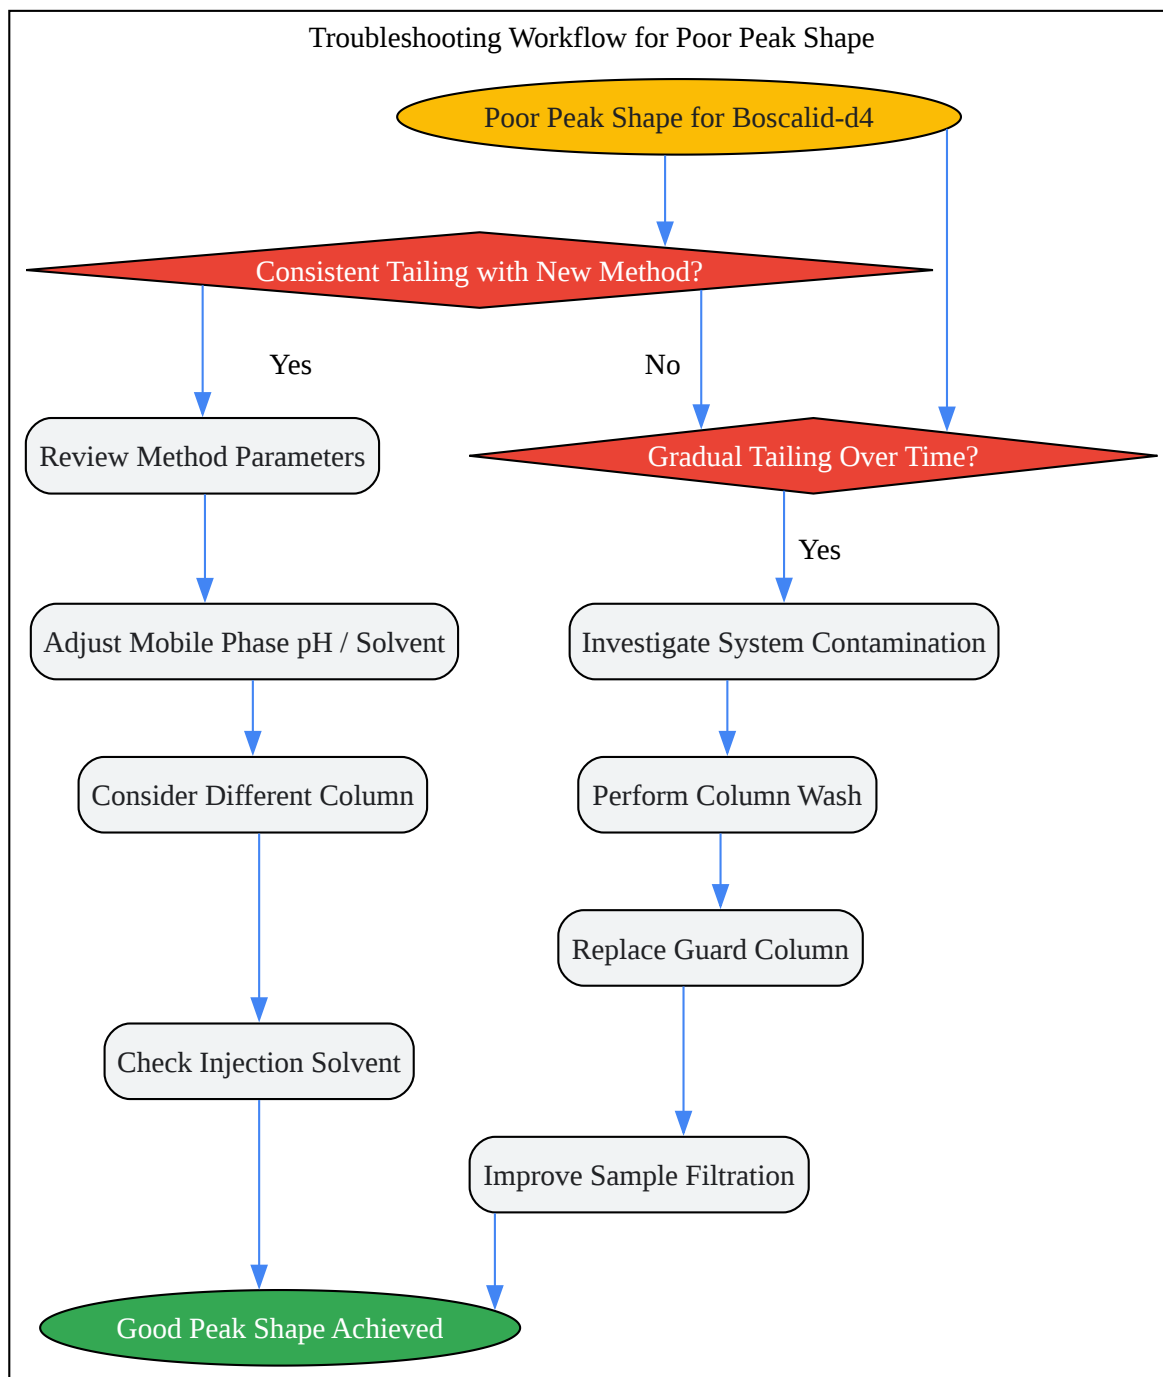 Troubleshooting Workflow for Poor Peak Shape
Poor Peak Shape for Boscalid-d4
Consistent Tailing with New Method?
Yes
No
Review Method Parameters
Gradual Tailing Over Time?
Yes
Adjust Mobile Phase pH / Solvent
Investigate System Contamination
Consider Different Column
Perform Column Wash
Replace Guard Column
Check Injection Solvent
Improve Sample Filtration
Good Peak Shape Achieved